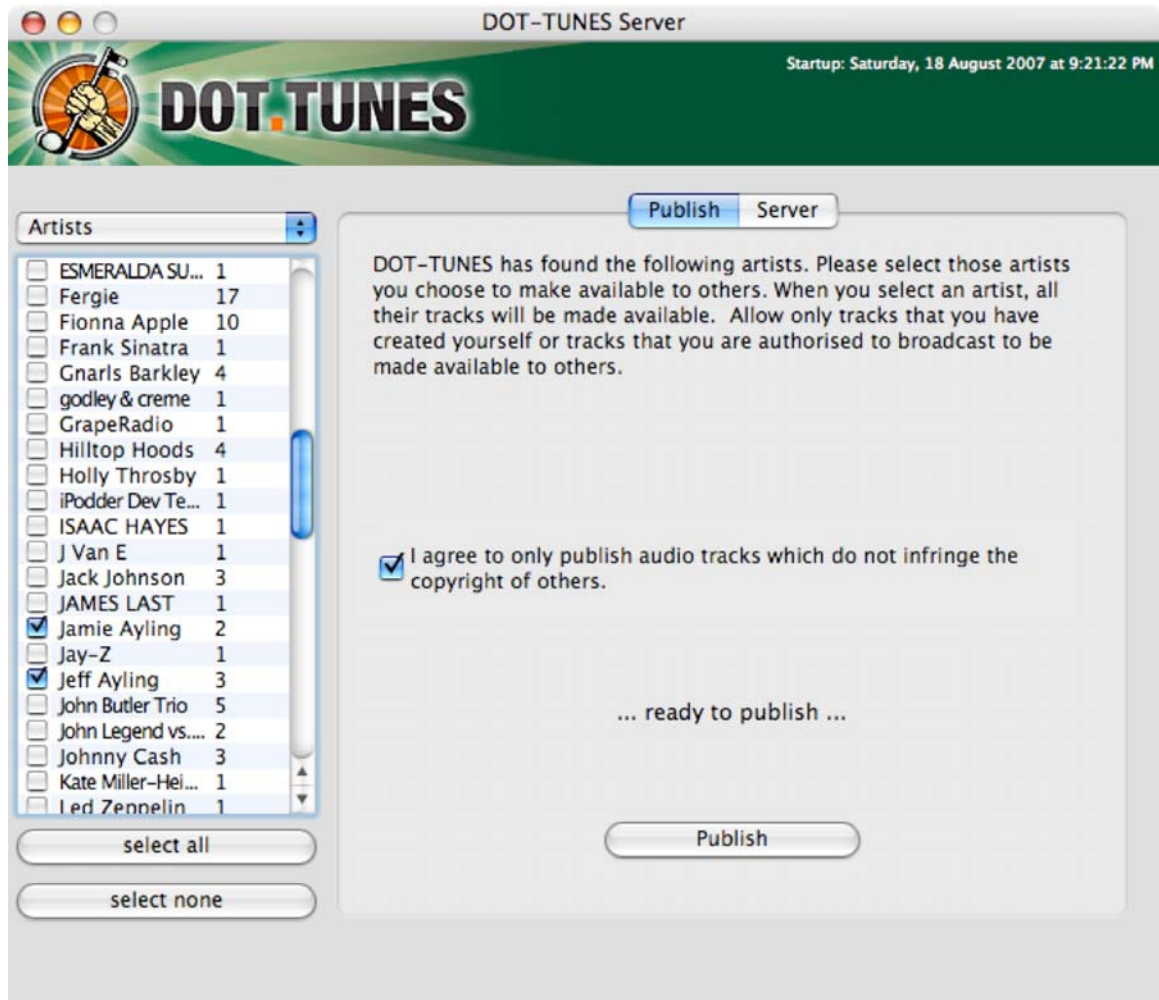 DOT-TUNES Server
Startup: Saturday, 18 August 2007 at 9:21:22 PM
DOT.TUNES
Artists
ESMERALDA SU... 1
Fergie 17
Fionna Apple 10
Frank Sinatra 1
Gnarls Barkley 4
godley & creme 1
GrapeRadio 1
Hilltop Hoods 4
Holly Throsby 1
iPodder Dev Te... 1
ISAAC HAYES 1
J Van E 1
Jack Johnson 3
JAMES LAST 1
Jamie Ayling 2
Jay-Z 1
Jeff Ayling 3
John Butler Trio 5
John Legend vs.... 2
Johnny Cash 3
Kate Miller-Hei... 1
Led Zeppelin 1
select all
select none
Publish Server
DOT-TUNES has found the following artists. Please select those artists
you choose to make available to others. When you select an artist, all
their tracks will be made available. Allow only tracks that you have
created yourself or tracks that you are authorised to broadcast to be
made available to others.
I agree to only publish audio tracks which do not infringe the
copyright of others.
... ready to publish ...
Publish